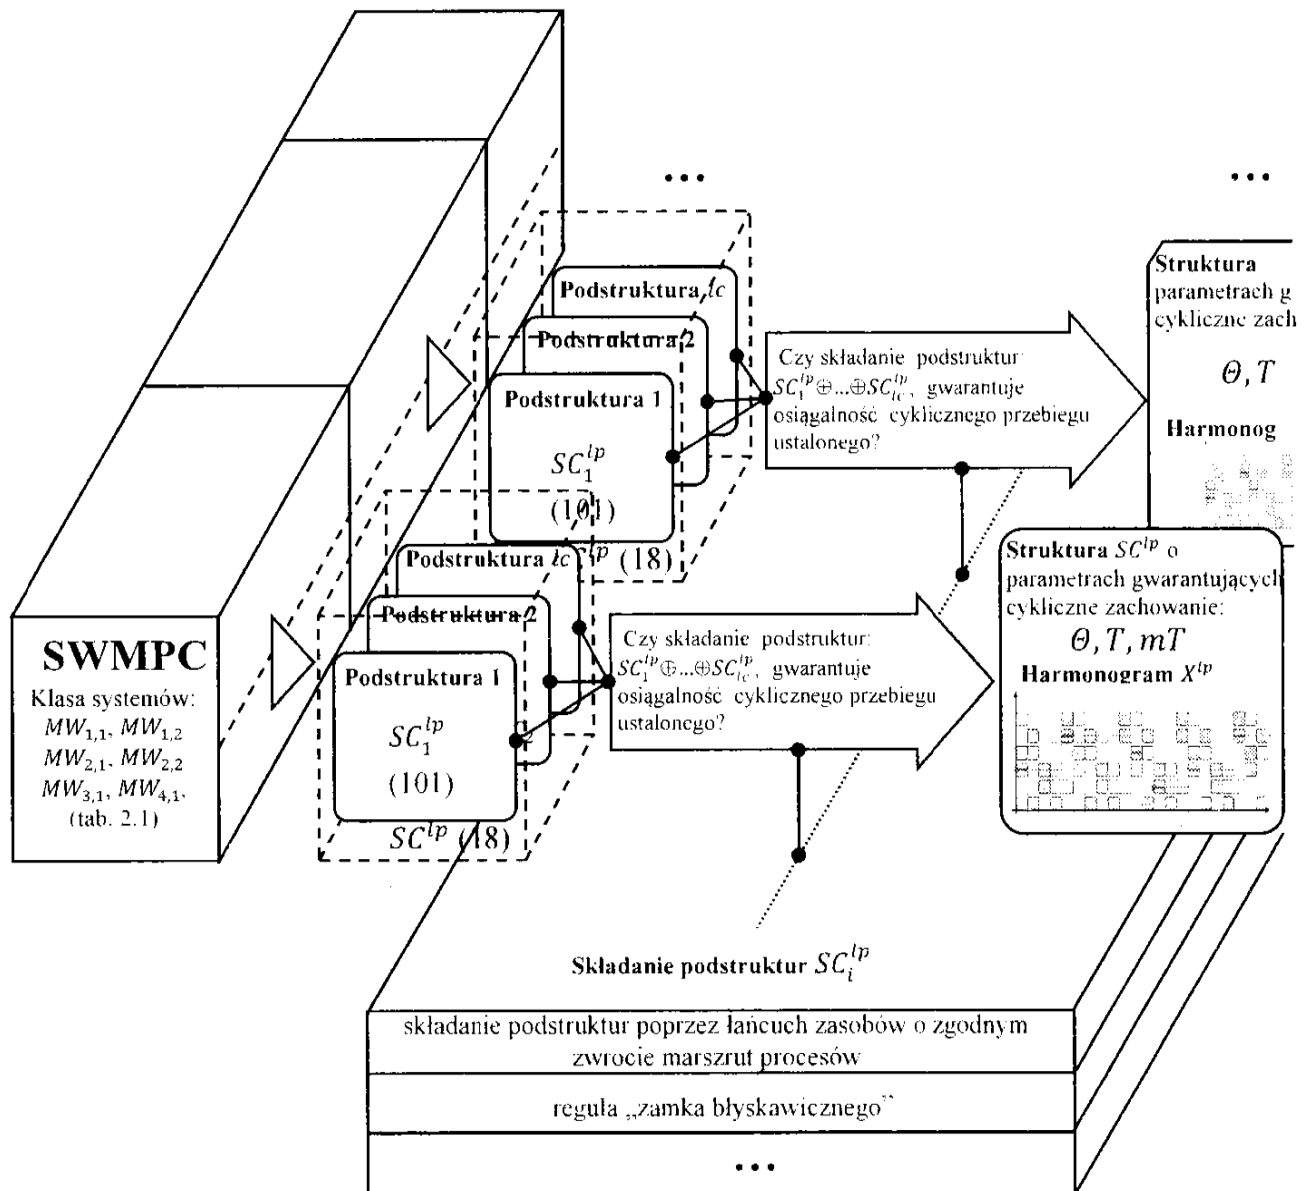 ...
...
Struktura
parametrach g
cykliczne zach
Θ, T
Harmonog
Podstruktura lc
Podstruktura 2
Podstruktura 1
SC_1^{lp}
(101)
(18)
Czy składanie podstruktur:
SC_1^{lp}⊕...⊕SC_{lc}^{lp}, gwarantuje
osiągalność cyklicznego przebiegu
ustalonego?
Podstruktura lc
Podstruktura 2
Podstruktura 1
SC_1^{lp}
(101)
SC^{lp} (18)
Czy składanie podstruktur:
SC_1^{lp}⊕...⊕SC_{lc}^{lp}, gwarantuje
osiągalność cyklicznego przebiegu
ustalonego?
Struktura SC^{lp} o
parametrach gwarantujących
cykliczne zachowanie:
Θ, T, mT
Harmonogram X^{lp}
SWMPC
Klasa systemów:
MW_{1,1}, MW_{1,2}
MW_{2,1}, MW_{2,2}
MW_{3,1}, MW_{4,1},
(tab. 2.1)
Składanie podstruktur SC_i^{lp}
składanie podstruktur poprzez łańcuch zasobów o zgodnym
zwrocie marszrut procesów
reguła „zamka błyskawicznego”
...